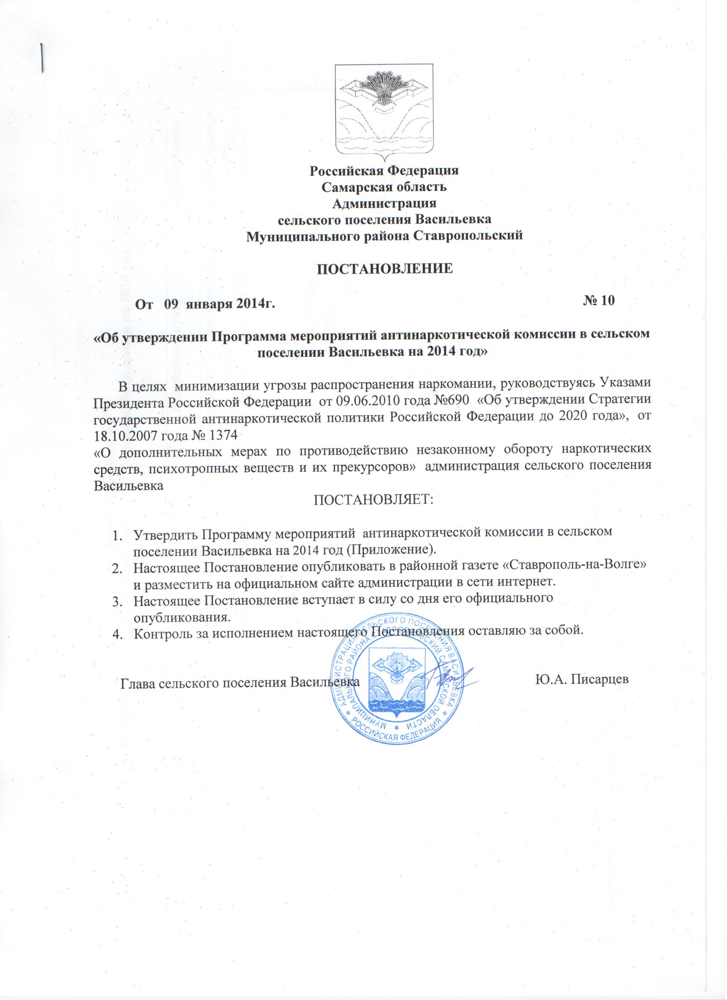 Российская Федерация
Самарская область
Администрация
сельского поселения Васильевка
Муниципального района Ставропольский
ПОСТАНОВЛЕНИЕ
От 09 января 2014г. № 10
«Об утверждении Программа мероприятий антинаркотической комиссии в сельском
поселении Васильевка на 2014 год»
В целях минимизации угрозы распространения наркомании, руководствуясь Указами
Президента Российской Федерации от 09.06.2010 года №690 «Об утверждении Стратегии
государственной антинаркотической политики Российской Федерации до 2020 года», от
18.10.2007 года № 1374
«О дополнительных мерах по противодействию незаконному обороту наркотических
средств, психотропных веществ и их прекурсоров» администрация сельского поселения
Васильевка
ПОСТАНОВЛЯЕТ:
1. Утвердить Программу мероприятий антинаркотической комиссии в сельском
поселении Васильевка на 2014 год (Приложение).
2. Настоящее Постановление опубликовать в районной газете «Ставрополь-на-Волге»
и разместить на официальном сайте администрации в сети интернет.
3. Настоящее Постановление вступает в силу со дня его официального
опубликования.
4. Контроль за исполнением настоящего Постановления оставляю за собой.
Глава сельского поселения Васильевка Ю.А. Писарцев
АДМИНИСТРАЦИЯ СЕЛЬСКОГО ПОСЕЛЕНИЯ ВАСИЛЬЕВКА
* РОССИЙСКАЯ ФЕДЕРАЦИЯ *
МУНИЦИПАЛЬНОГО РАЙОНА СТАВРОПОЛЬСКИЙ САМАРСКОЙ ОБЛАСТИ *